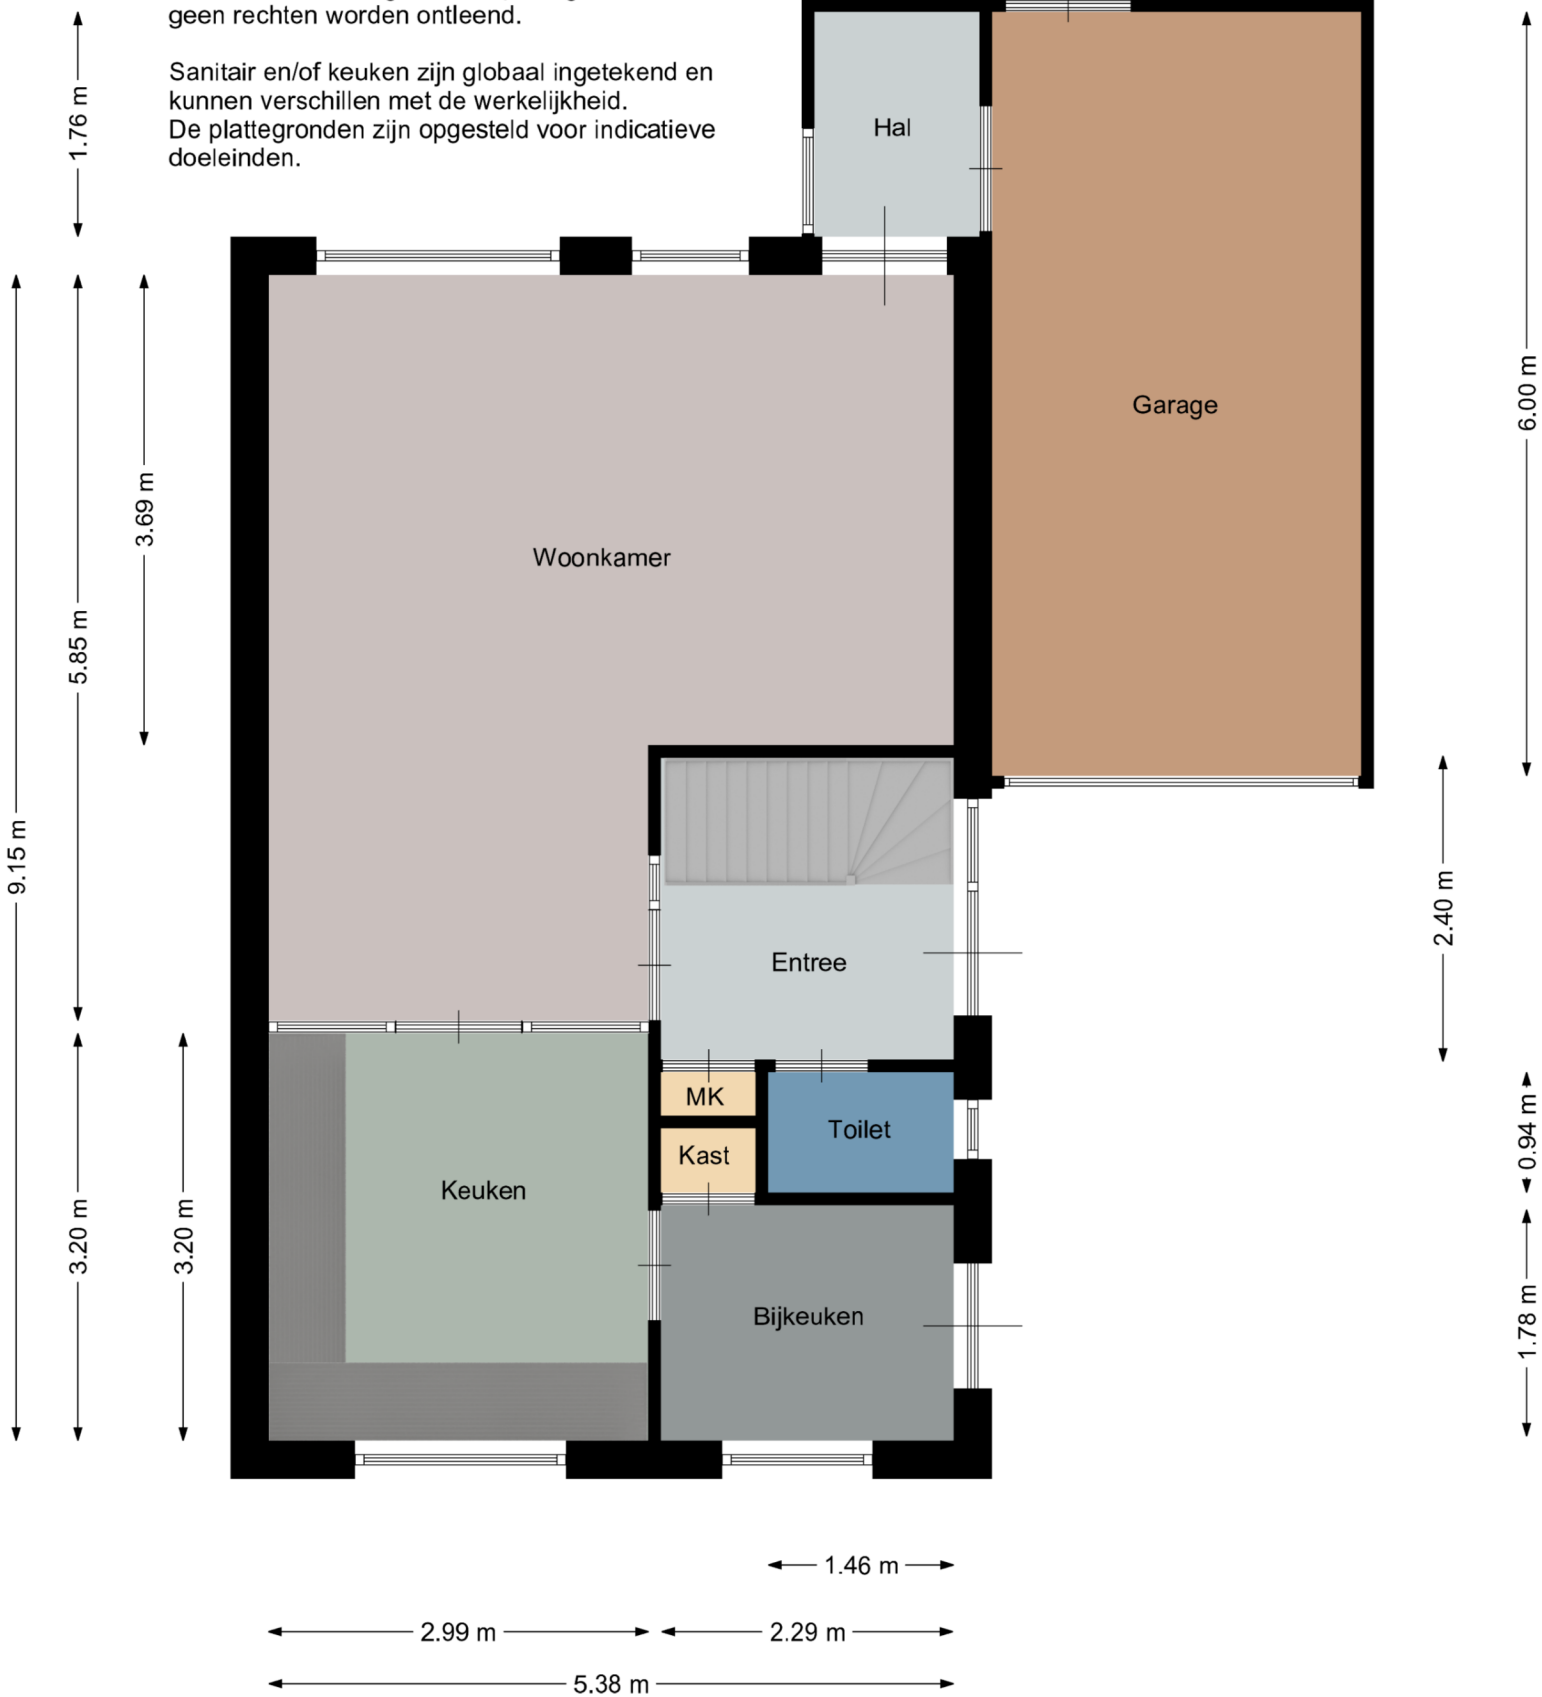 geen rechten worden ontleend.
Sanitair en/of keuken zijn globaal ingetekend en
kunnen verschillen met de werkelijkheid.
De plattegronden zijn opgesteld voor indicatieve
doeleinden.
1.76 m
Hal
Garage
6.00 m
Woonkamer
3.69 m
5.85 m
9.15 m
2.40 m
Entree
MK
Toilet
0.94 m
Kast
Keuken
3.20 m
3.20 m
Bijkeuken
1.78 m
1.46 m
2.99 m
2.29 m
5.38 m